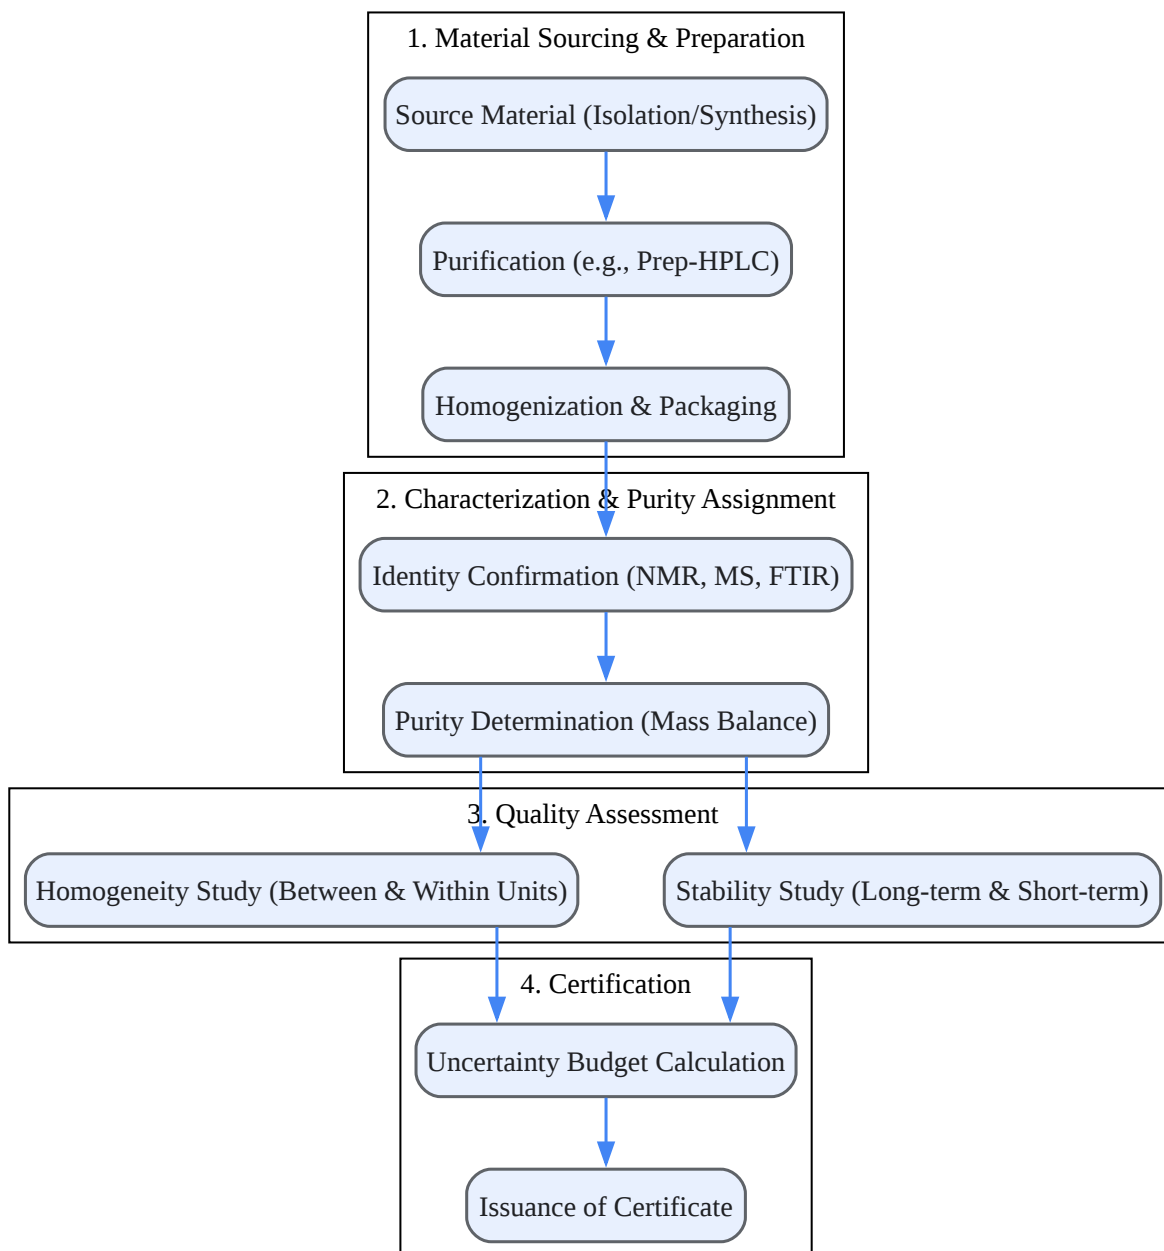 1. Material Sourcing & Preparation
Source Material (Isolation/Synthesis)
Purification (e.g., Prep-HPLC)
Homogenization & Packaging
2. Characterization & Purity Assignment
Identity Confirmation (NMR, MS, FTIR)
Purity Determination (Mass Balance)
3. Quality Assessment
Homogeneity Study (Between & Within Units)
Stability Study (Long-term & Short-term)
4. Certification
Uncertainty Budget Calculation
Issuance of Certificate